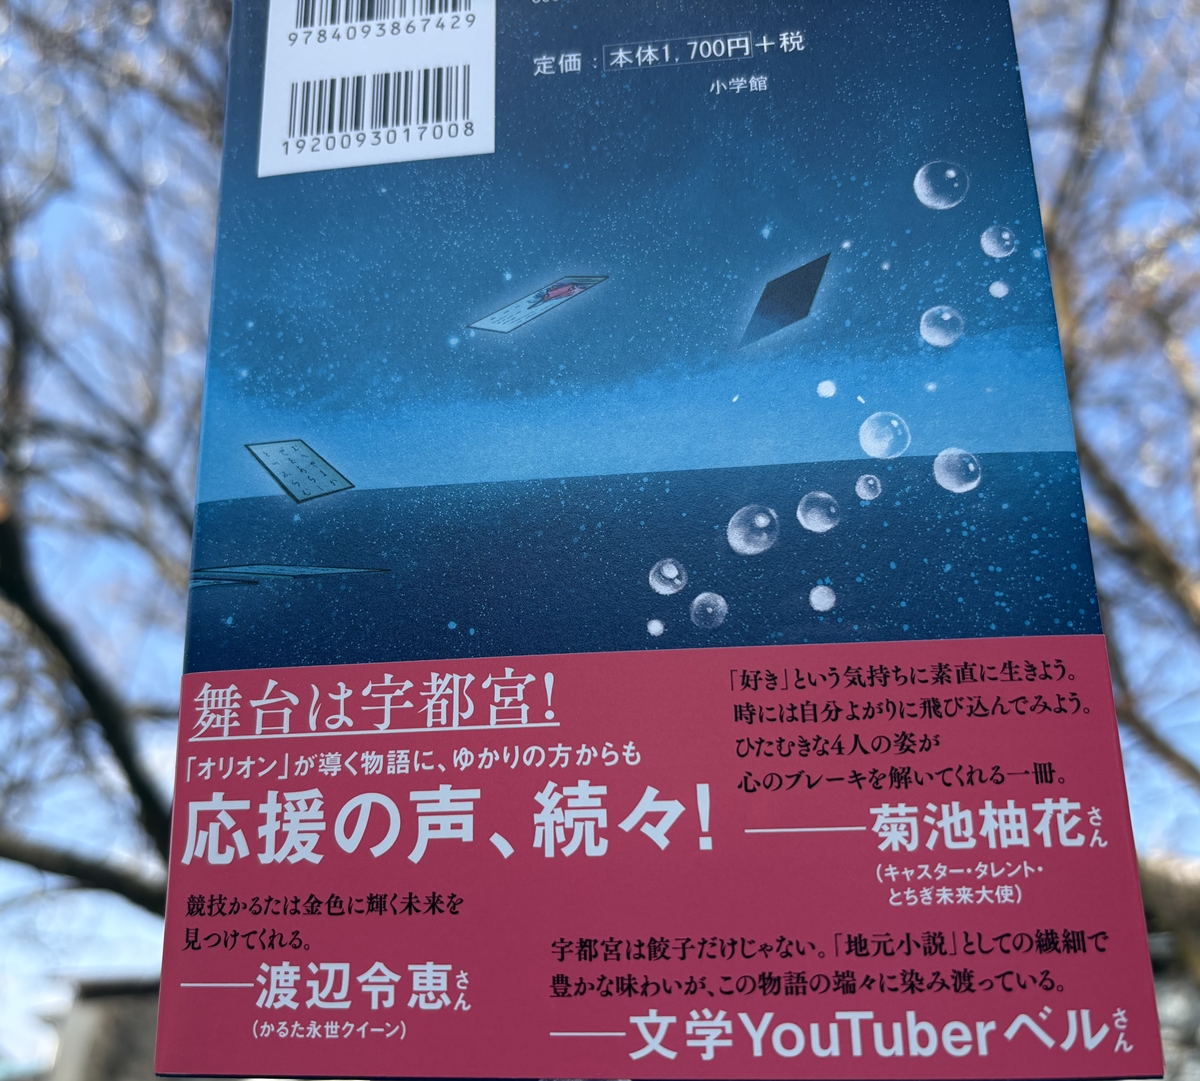 9784093867429
1920093017008
定価：本体1,700円＋税
小学館
舞台は宇都宮!
「オリオン」が導く物語に、ゆかりの方からも
応援の声、続々!
「好き」という気持ちに素直に生きよう。
時には自分よがりに飛び込んでみよう。
ひたむきな4人の姿が
心のブレーキを解いてくれる一冊。
菊池柚花さん
(キャスター・タレント・
とちぎ未来大使)
競技かるたは金色に輝く未来を
見つけてくれる。
渡辺令恵さん
(かるた永世クイーン)
宇都宮は餃子だけじゃない。「地元小説」としての繊細で
豊かな味わいが、この物語の端々に染み渡っている。
文学YouTuberベルさん